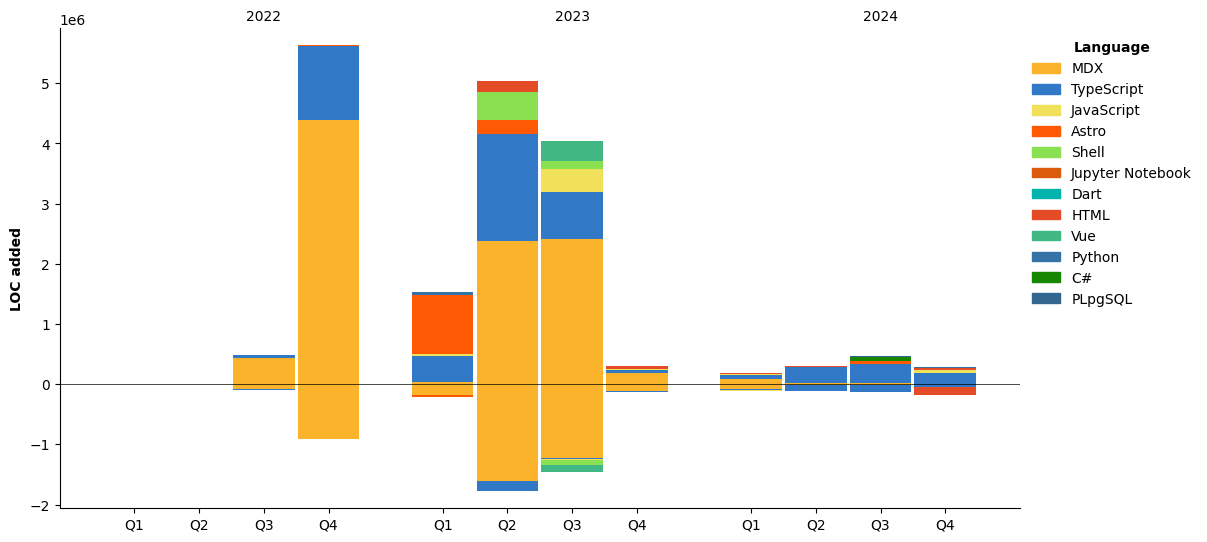 1e6
2022 2023 2024
LOC added
5
4
3
2
1
0
−1
−2
Q1 Q2 Q3 Q4 Q1 Q2 Q3 Q4 Q1 Q2 Q3 Q4
Language
MDX
TypeScript
JavaScript
Astro
Shell
Jupyter Notebook
Dart
HTML
Vue
Python
C#
PLpgSQL